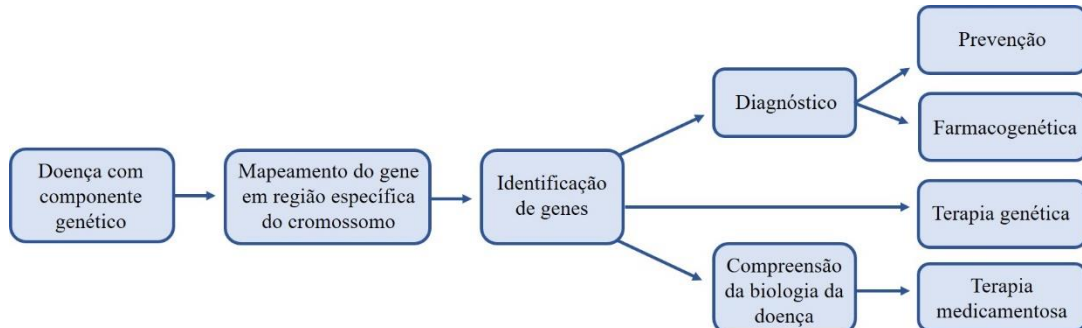 Doença com
componente
genético
Mapeamento do gene
em região específica
do cromossomo
Identificação
de genes
Diagnóstico
Prevenção
Farmacogenética
Terapia genética
Compreensão
da biologia da
doença
Terapia
medicamentosa